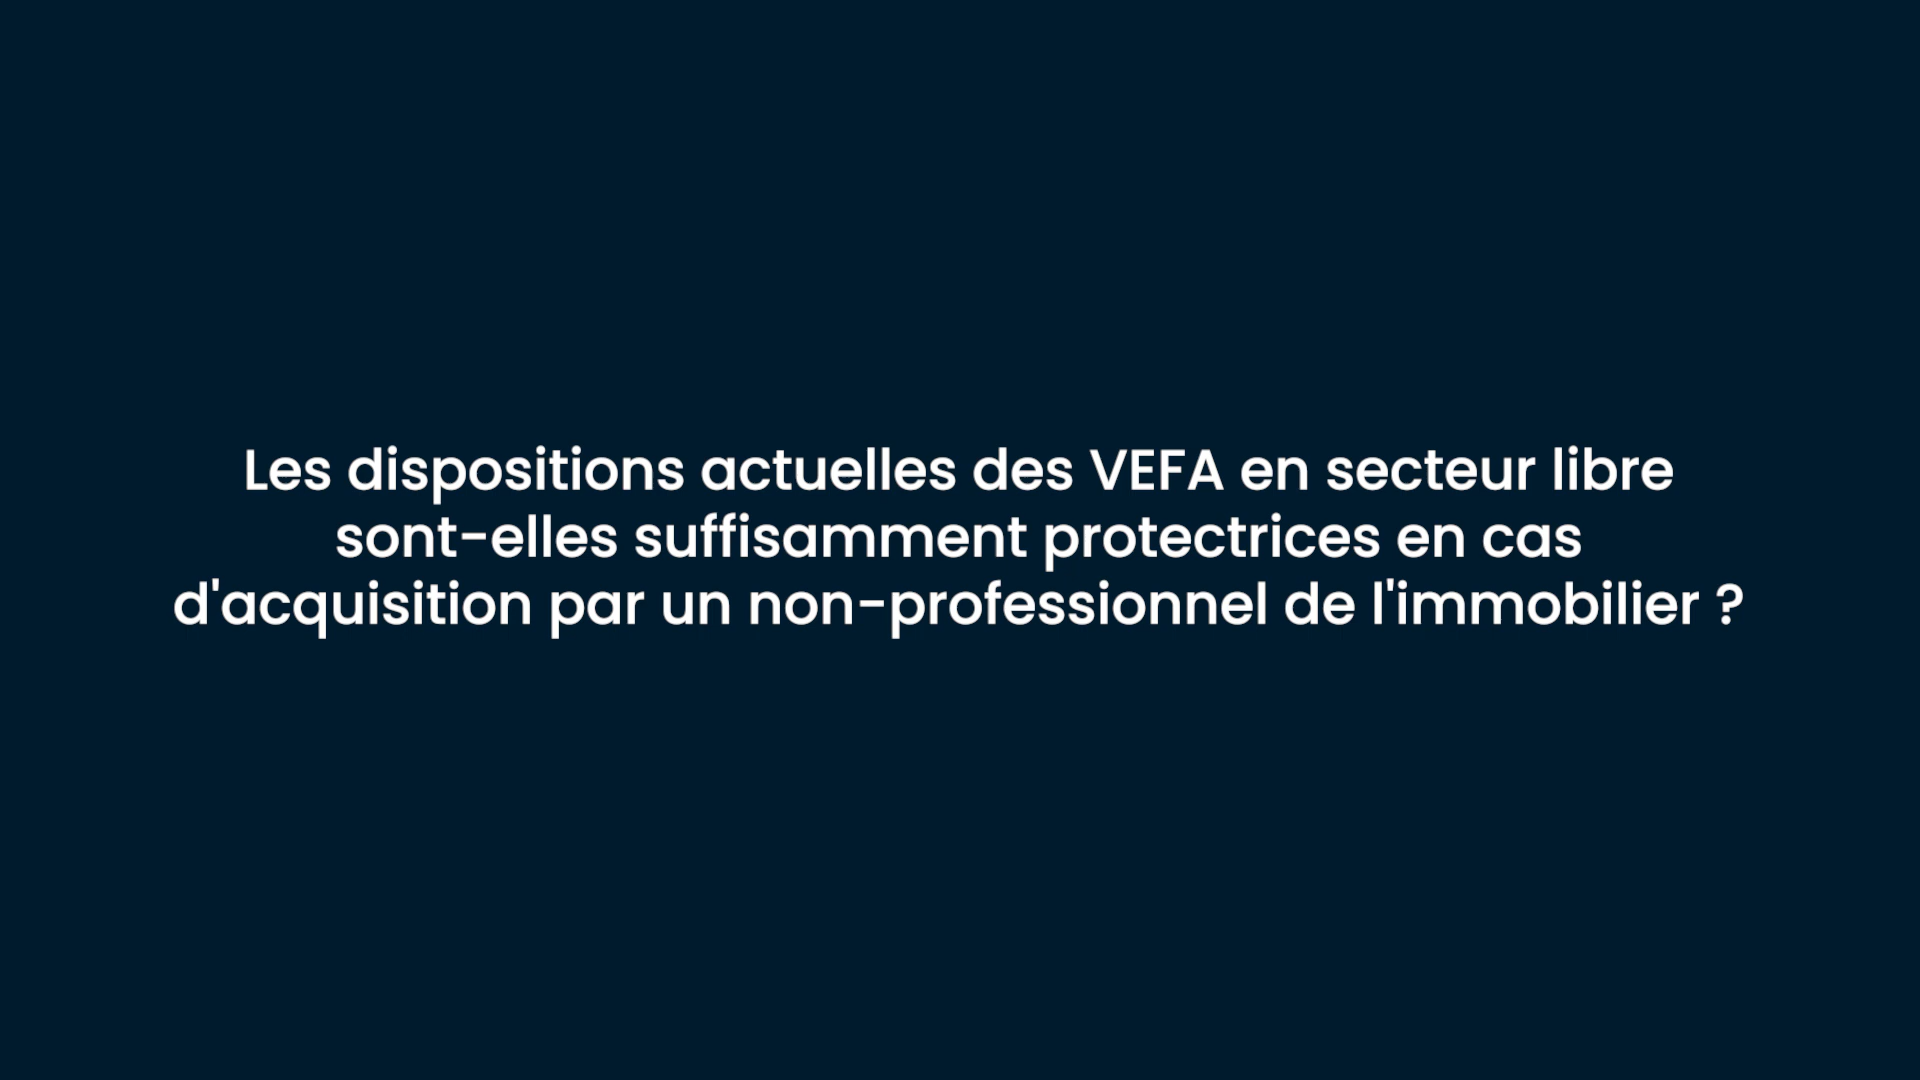 Les dispositions actuelles des VEFA en secteur libre
sont-elles suffisamment protectrices en cas
d'acquisition par un non-professionnel de l'immobilier ?